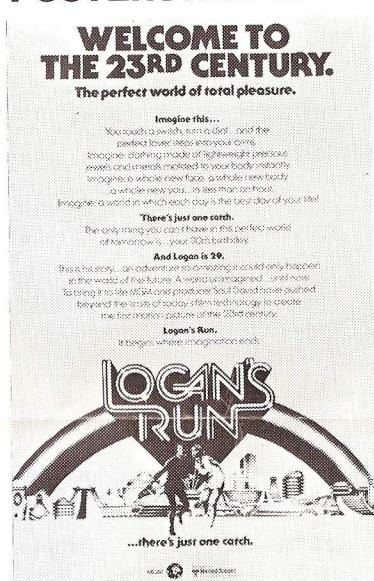 WELCOME TO
THE 23RD CENTURY.
The perfect world of total pleasure.
Imagine this...
You touch a switch, turn a dial...and the
perfect lover steps into your arms.
Imagine: clothing made of lightweight precious
jewels and metals molded to your body instantly.
Imagine: a whole new face, a whole new body
...a whole new you...in less than an hour.
Imagine: a world in which each day is the best day of your life!
There's just one catch.
The only thing you can't have in this perfect world
of tomorrow is...your 30th birthday.
And Logan is 29.
This is his story...an adventure so amazing it could only happen
in the world of the future. A world unimagined...until now.
To bring it to life MGM and producer Saul David have pushed
beyond the limits of today's film technology to create
the first motion picture of the 23rd century.
Logan's Run.
It begins where imagination ends.
LOGAN'S
RUN
...there's just one catch.
United Artists